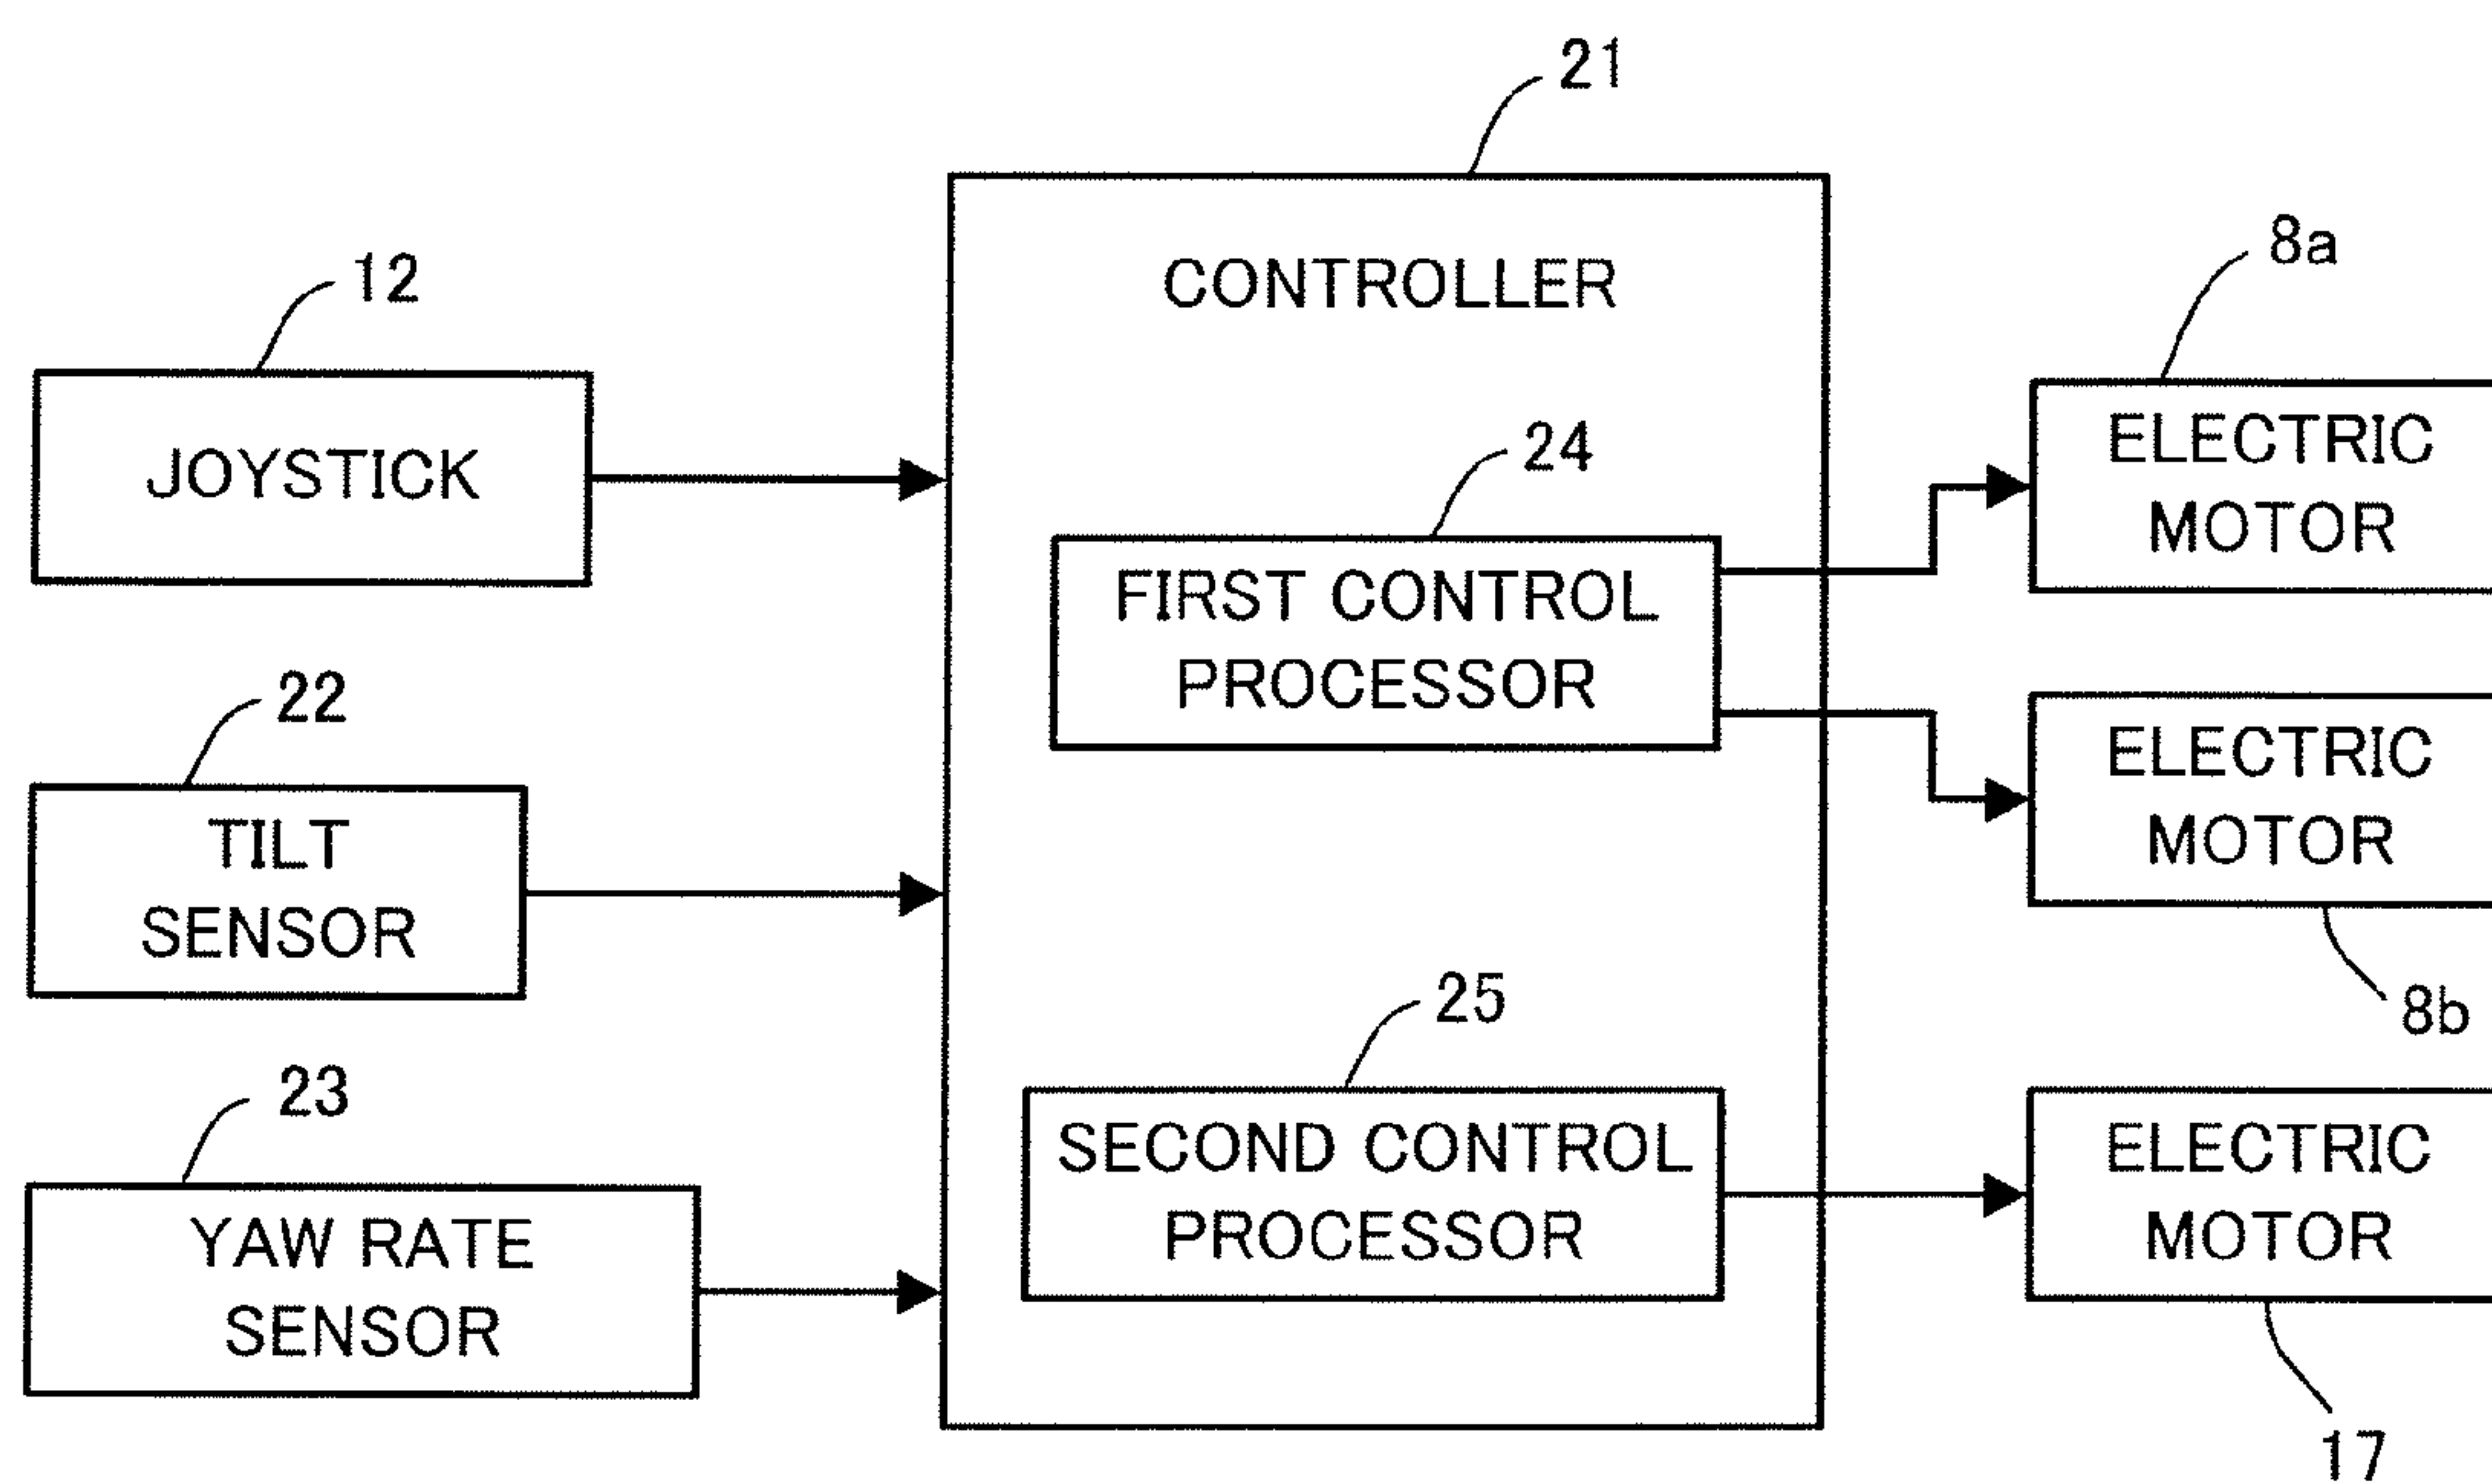 21
CONTROLLER
12
JOYSTICK
22
TILT
SENSOR
23
YAW RATE
SENSOR
24
FIRST CONTROL
PROCESSOR
25
SECOND CONTROL
PROCESSOR
8a
ELECTRIC
MOTOR
ELECTRIC
MOTOR
8b
ELECTRIC
MOTOR
17